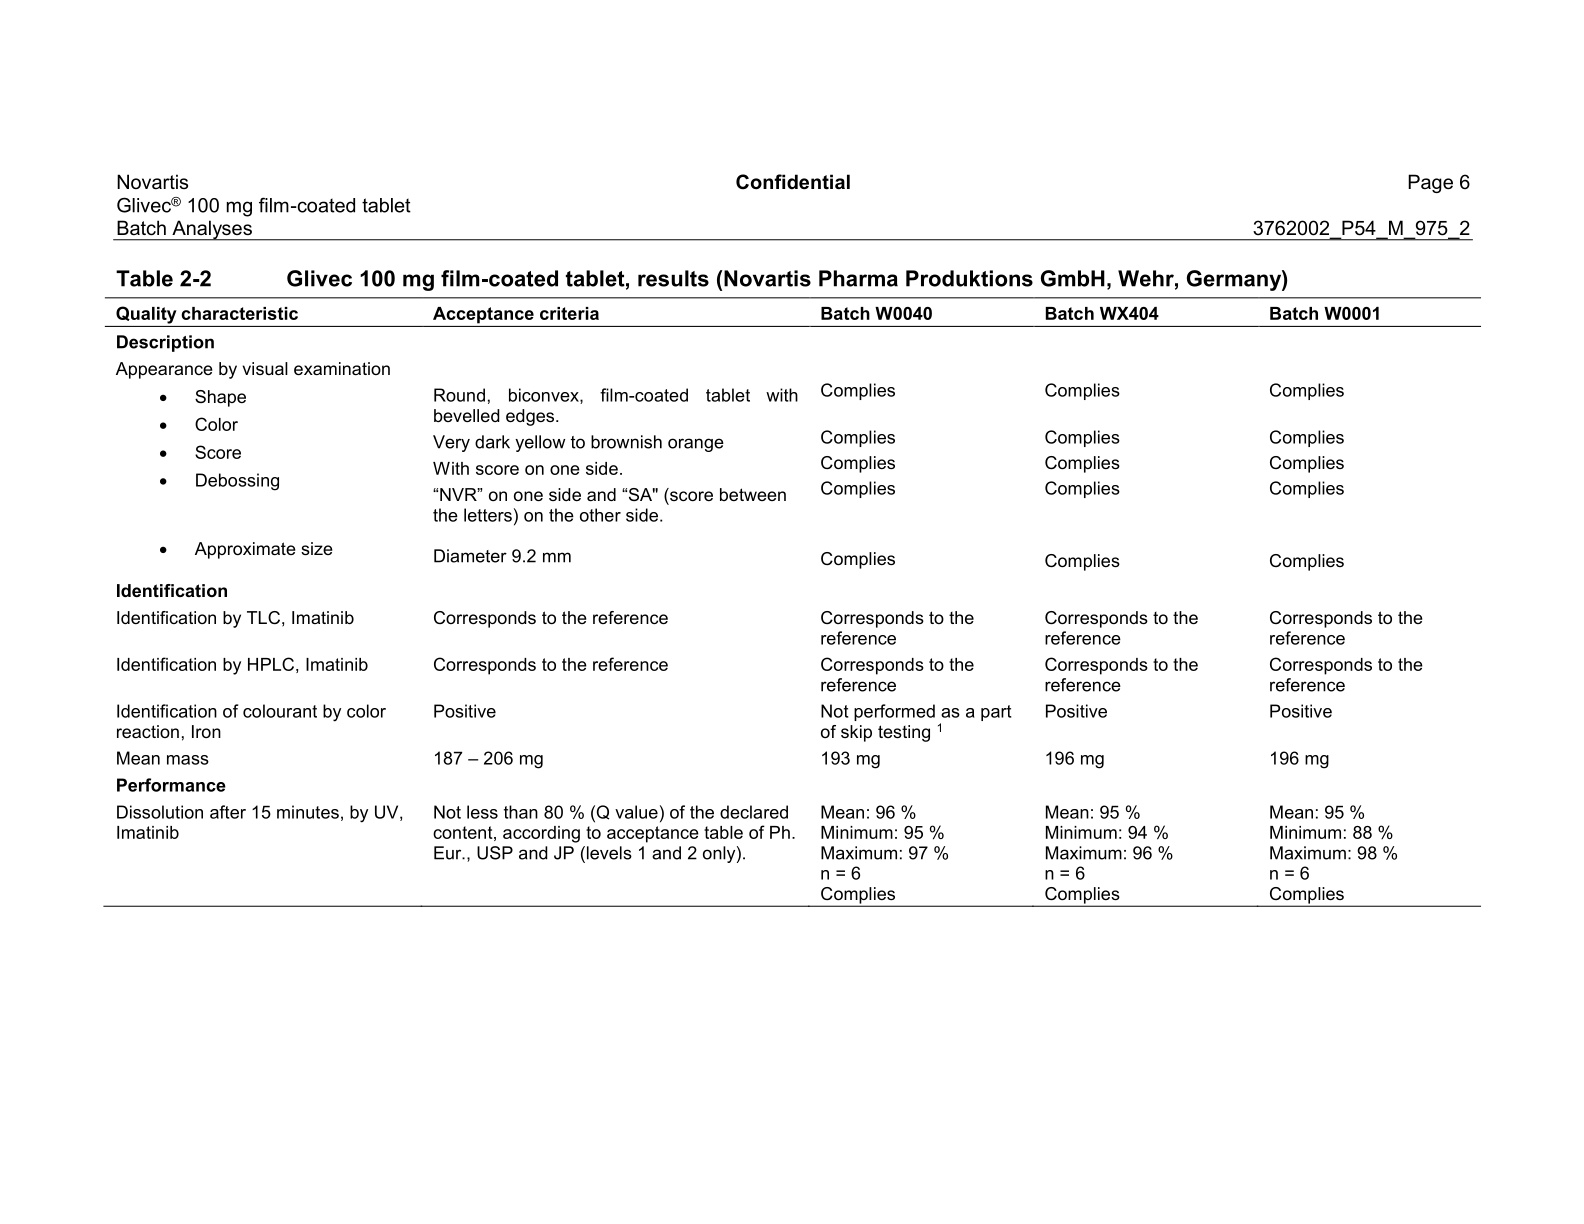 Novartis Confidential Page 6
Glivec® 100 mg film-coated tablet
Batch Analyses 3762002_P54_M_975_2
Table 2-2 Glivec 100 mg film-coated tablet, results (Novartis Pharma Produktions GmbH, Wehr, Germany)
Quality characteristic Acceptance criteria Batch W0040 Batch WX404 Batch W0001
Description
Appearance by visual examination
• Shape Round, biconvex, film-coated tablet with Complies Complies Complies
bevelled edges.
• Color Very dark yellow to brownish orange Complies Complies Complies
• Score With score on one side. Complies Complies Complies
• Debossing “NVR” on one side and “SA" (score between Complies Complies Complies
the letters) on the other side.
• Approximate size Diameter 9.2 mm Complies Complies Complies
Identification
Identification by TLC, Imatinib Corresponds to the reference Corresponds to the Corresponds to the Corresponds to the
reference reference reference
Identification by HPLC, Imatinib Corresponds to the reference Corresponds to the Corresponds to the Corresponds to the
reference reference reference
Identification of colourant by color Positive Not performed as a part Positive Positive
reaction, Iron of skip testing ¹
Mean mass 187 – 206 mg 193 mg 196 mg 196 mg
Performance
Dissolution after 15 minutes, by UV, Not less than 80 % (Q value) of the declared Mean: 96 % Mean: 95 % Mean: 95 %
Imatinib content, according to acceptance table of Ph. Minimum: 95 % Minimum: 94 % Minimum: 88 %
Eur., USP and JP (levels 1 and 2 only). Maximum: 97 % Maximum: 96 % Maximum: 98 %
n = 6 n = 6 n = 6
Complies Complies Complies